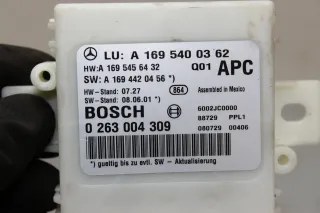 LU: A 169 540 03 62
HW: A 169 545 64 32 Q01 APC
SW: A 169 442 04 56 *)
HW - Stand: 07.27 864 Assembled in Mexico
SW - Stand: 08.06.01 *)
BOSCH 6002JC0000
88729 PPL1
0 263 004 309 080729 00406
*) gueltig bis zu evtl. SW - Aktualisierung